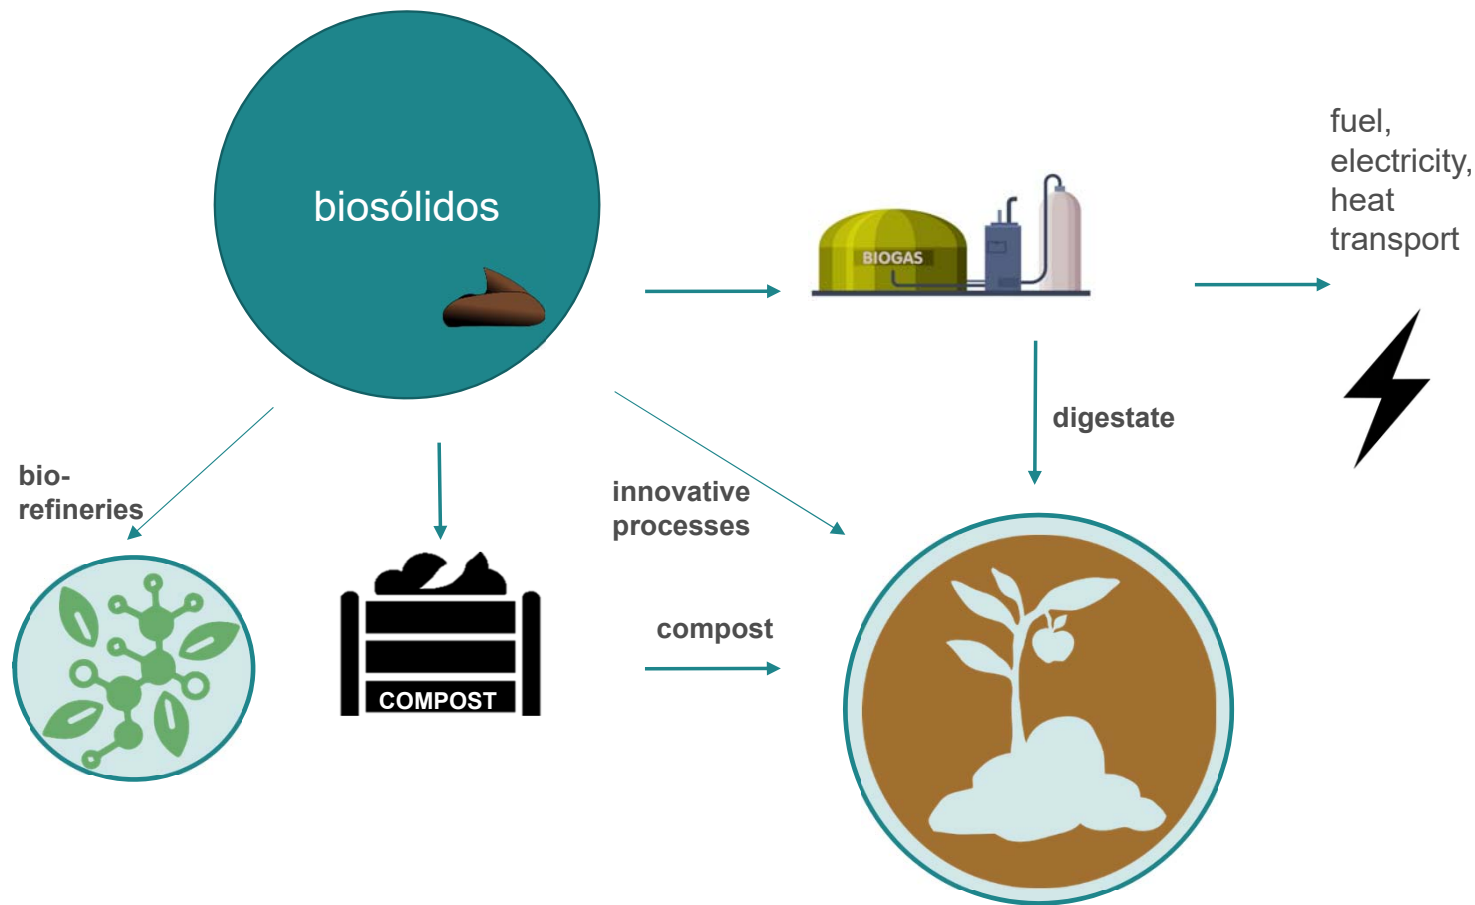 biosólidos
fuel,
electricity,
heat
transport
BIOGAS
digestate
bio-
refineries
innovative
processes
compost
COMPOST